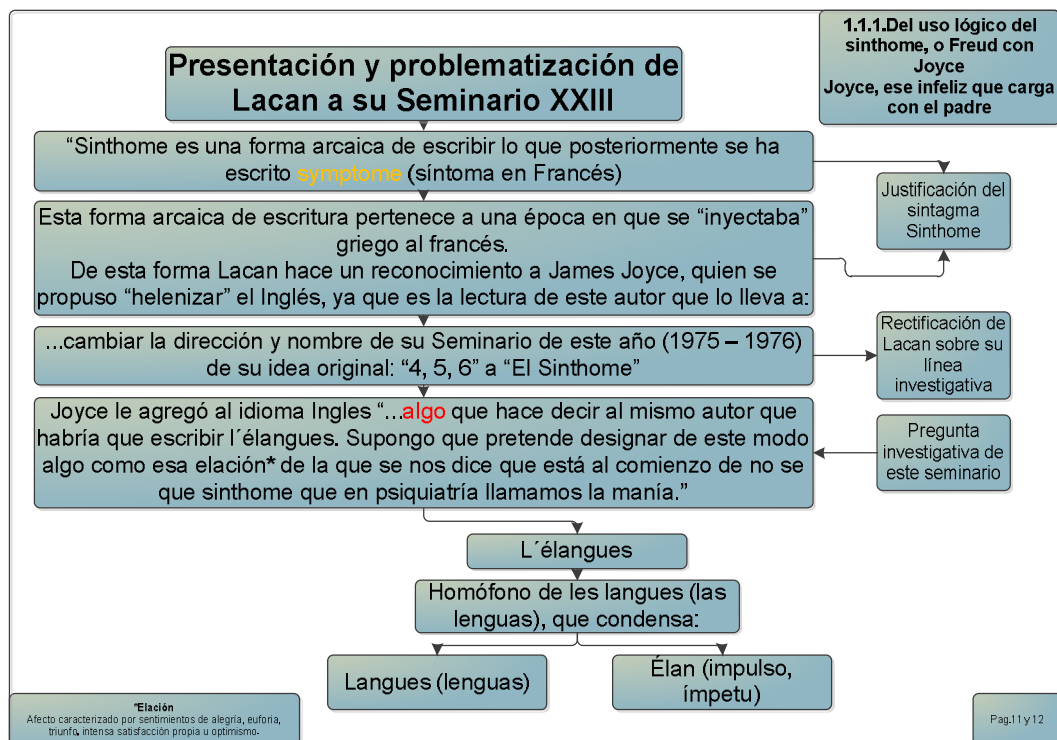 1.1.1.Del uso lógico del
sinthome, o Freud con
Joyce
Joyce, ese infeliz que carga
con el padre
Presentación y problematización de
Lacan a su Seminario XXIII
“Sinthome es una forma arcaica de escribir lo que posteriormente se ha
escrito symptome (síntoma en Francés)
Justificación del
sintagma
Sinthome
Esta forma arcaica de escritura pertenece a una época en que se “inyectaba”
griego al francés.
De esta forma Lacan hace un reconocimiento a James Joyce, quien se
propuso “helenizar” el Inglés, ya que es la lectura de este autor que lo lleva a:
...cambiar la dirección y nombre de su Seminario de este año (1975 – 1976)
de su idea original: “4, 5, 6” a “El Sinthome”
Rectificación de
Lacan sobre su
línea
investigativa
Joyce le agregó al idioma Ingles “...algo que hace decir al mismo autor que
habría que escribir l´élangues. Supongo que pretende designar de este modo
algo como esa elación* de la que se nos dice que está al comienzo de no se
que sinthome que en psiquiatría llamamos la manía.”
Pregunta
investigativa de
este seminario
L´élangues
Homófono de les langues (las
lenguas), que condensa:
Langues (lenguas)
Élan (impulso,
ímpetu)
*Elación
Afecto caracterizado por sentimientos de alegría, euforia,
triunfo, intensa satisfacción propia u optimismo.
Pag.11 y 12